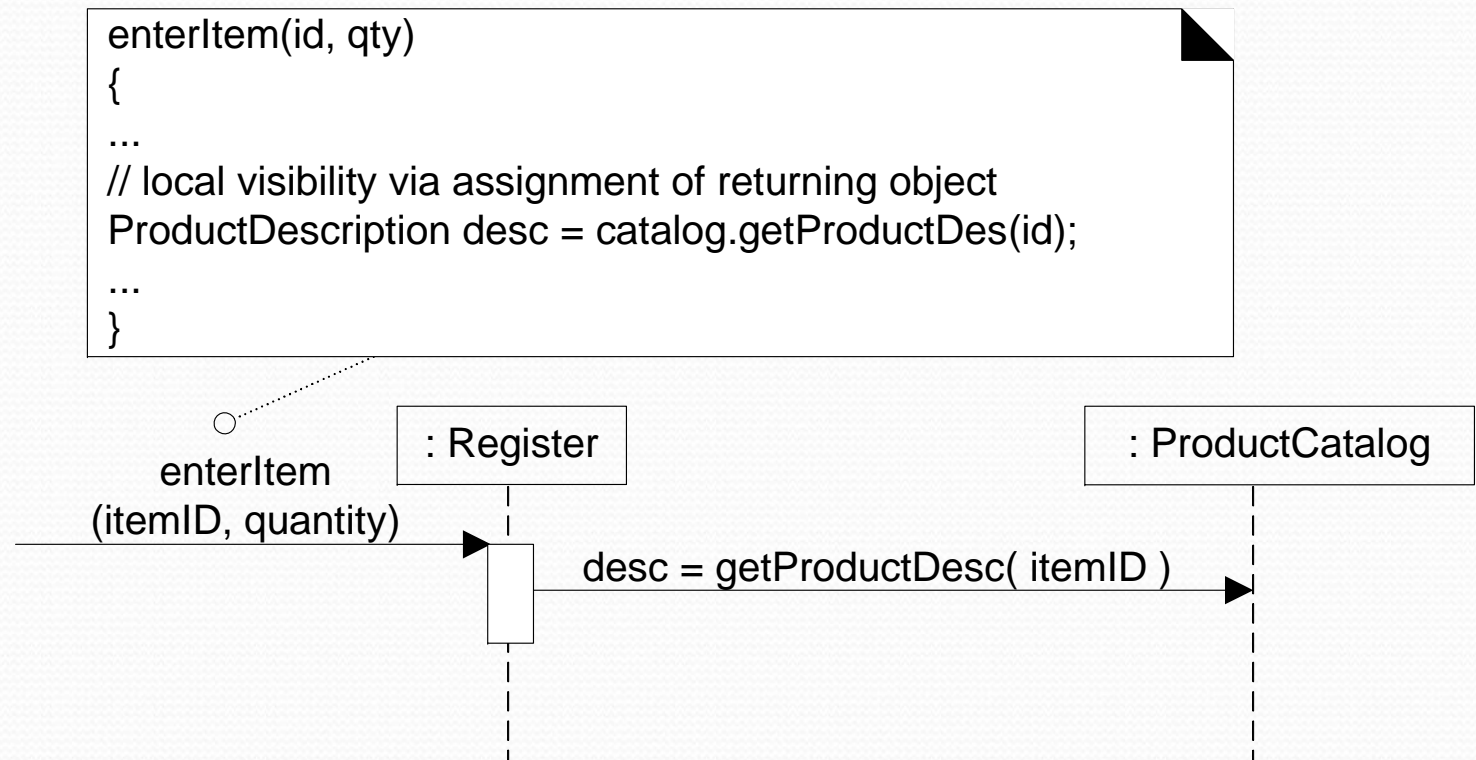 enterItem(id, qty)
{
...
// local visibility via assignment of returning object
ProductDescription desc = catalog.getProductDes(id);
...
}
: Register
: ProductCatalog
enterItem
(itemID, quantity)
desc = getProductDesc( itemID )